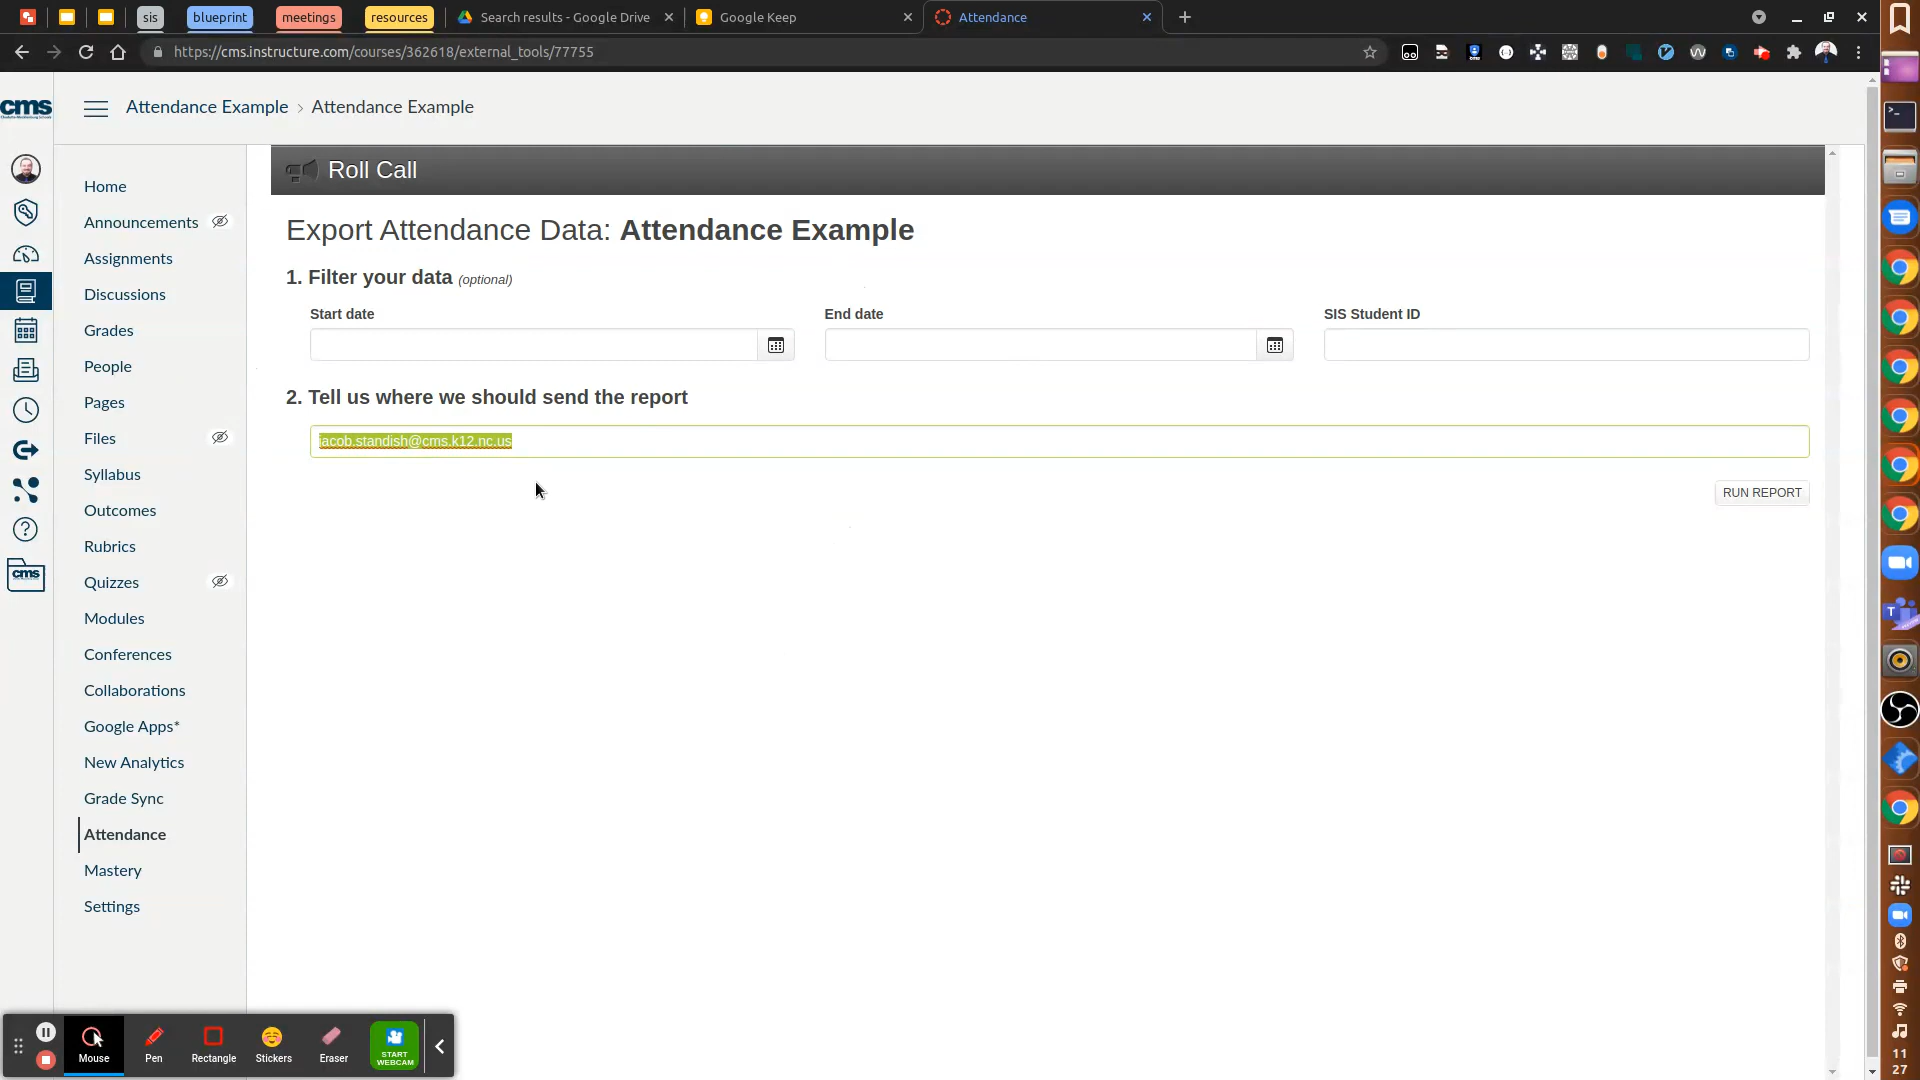 sis
blueprint
meetings
resources
Search results - Google Drive
Google Keep
Attendance
https://cms.instructure.com/courses/362618/external_tools/77755
cms
Attendance Example › Attendance Example
Home
Announcements
Assignments
Discussions
Grades
People
Pages
Files
Syllabus
Outcomes
Rubrics
Quizzes
Modules
Conferences
Collaborations
Google Apps*
New Analytics
Grade Sync
Attendance
Mastery
Settings
cms
Roll Call
Export Attendance Data: Attendance Example
1. Filter your data (optional)
Start date
End date
SIS Student ID
2. Tell us where we should send the report
jacob.standish@cms.k12.nc.us
RUN REPORT
Mouse
Pen
Rectangle
Stickers
Eraser
START
WEBCAM
11
27